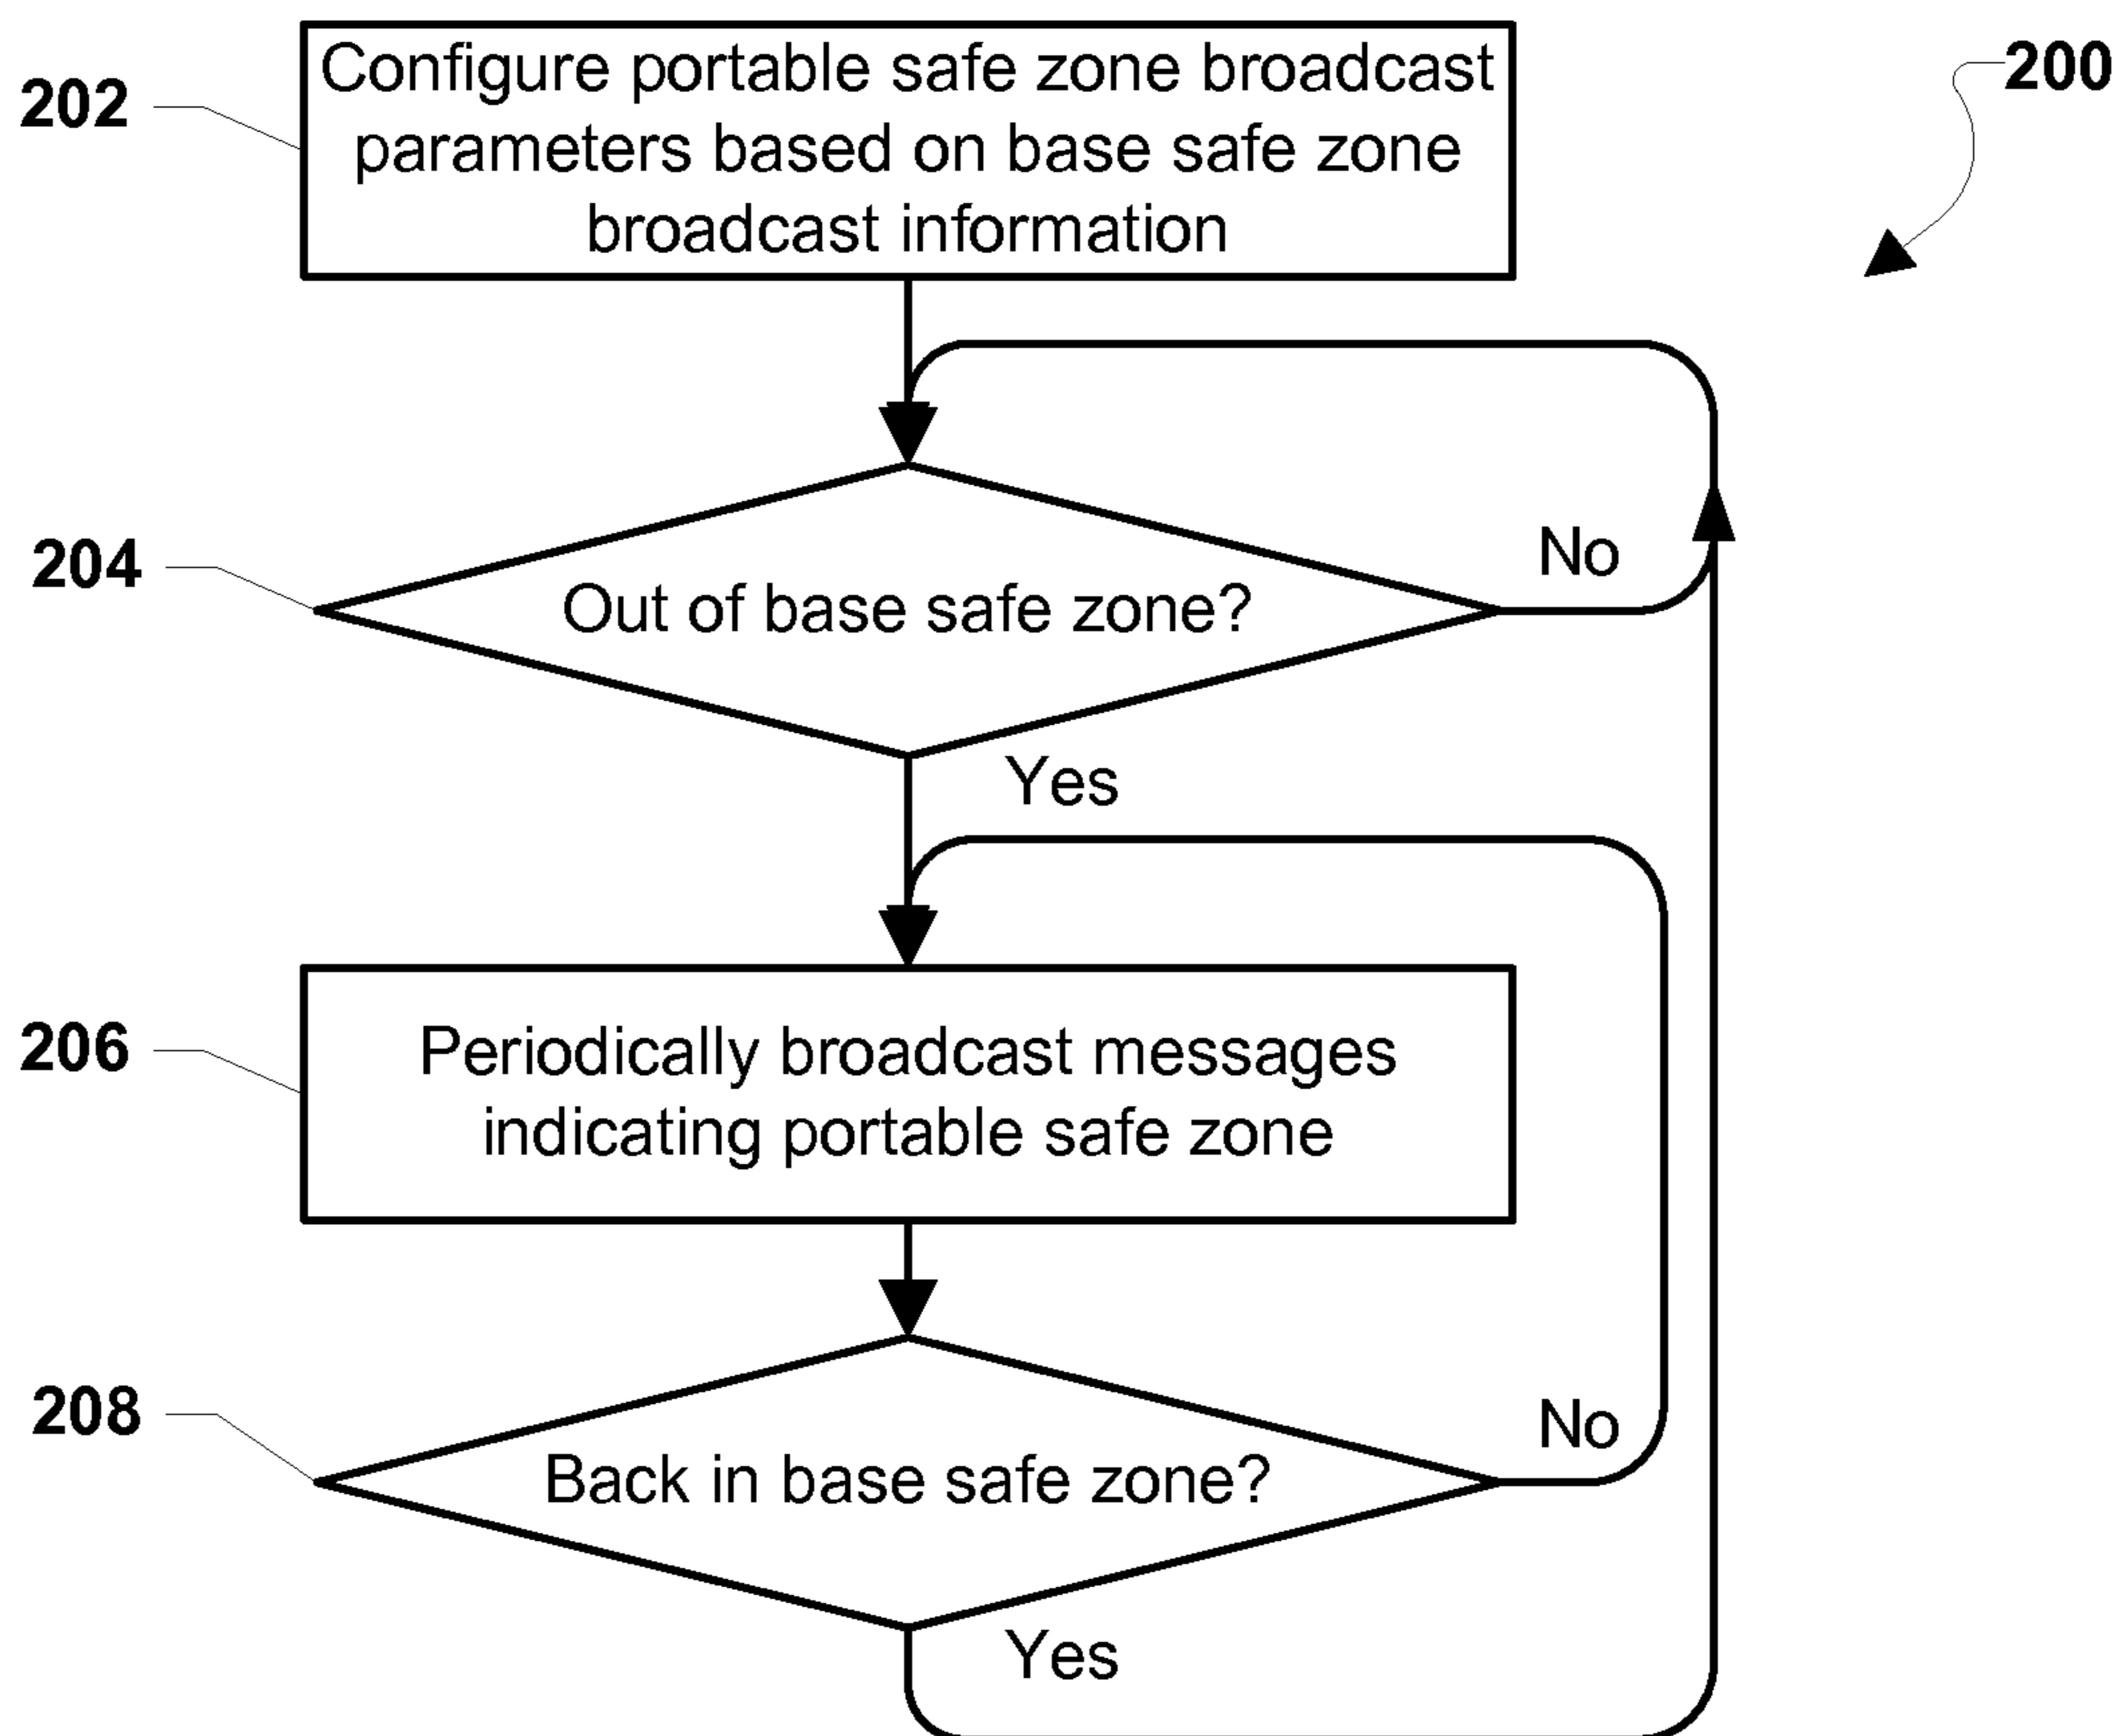 200
202
Configure portable safe zone broadcast
parameters based on base safe zone
broadcast information
204
Out of base safe zone?
No
Yes
206
Periodically broadcast messages
indicating portable safe zone
208
Back in base safe zone?
No
Yes